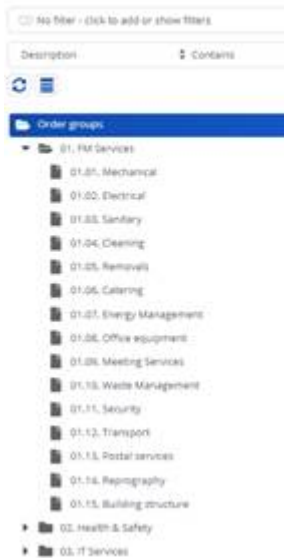 No filter - click to add or show filters
Description Contains
Order groups
01. FM Services
01.01. Mechanical
01.02. Electrical
01.03. Sanitary
01.04. Cleaning
01.05. Removals
01.06. Catering
01.07. Energy Management
01.08. Office equipment
01.09. Meeting Services
01.10. Waste Management
01.11. Security
01.12. Transport
01.13. Postal services
01.14. Reprography
01.15. Building structure
02. Health & Safety
03. IT Services